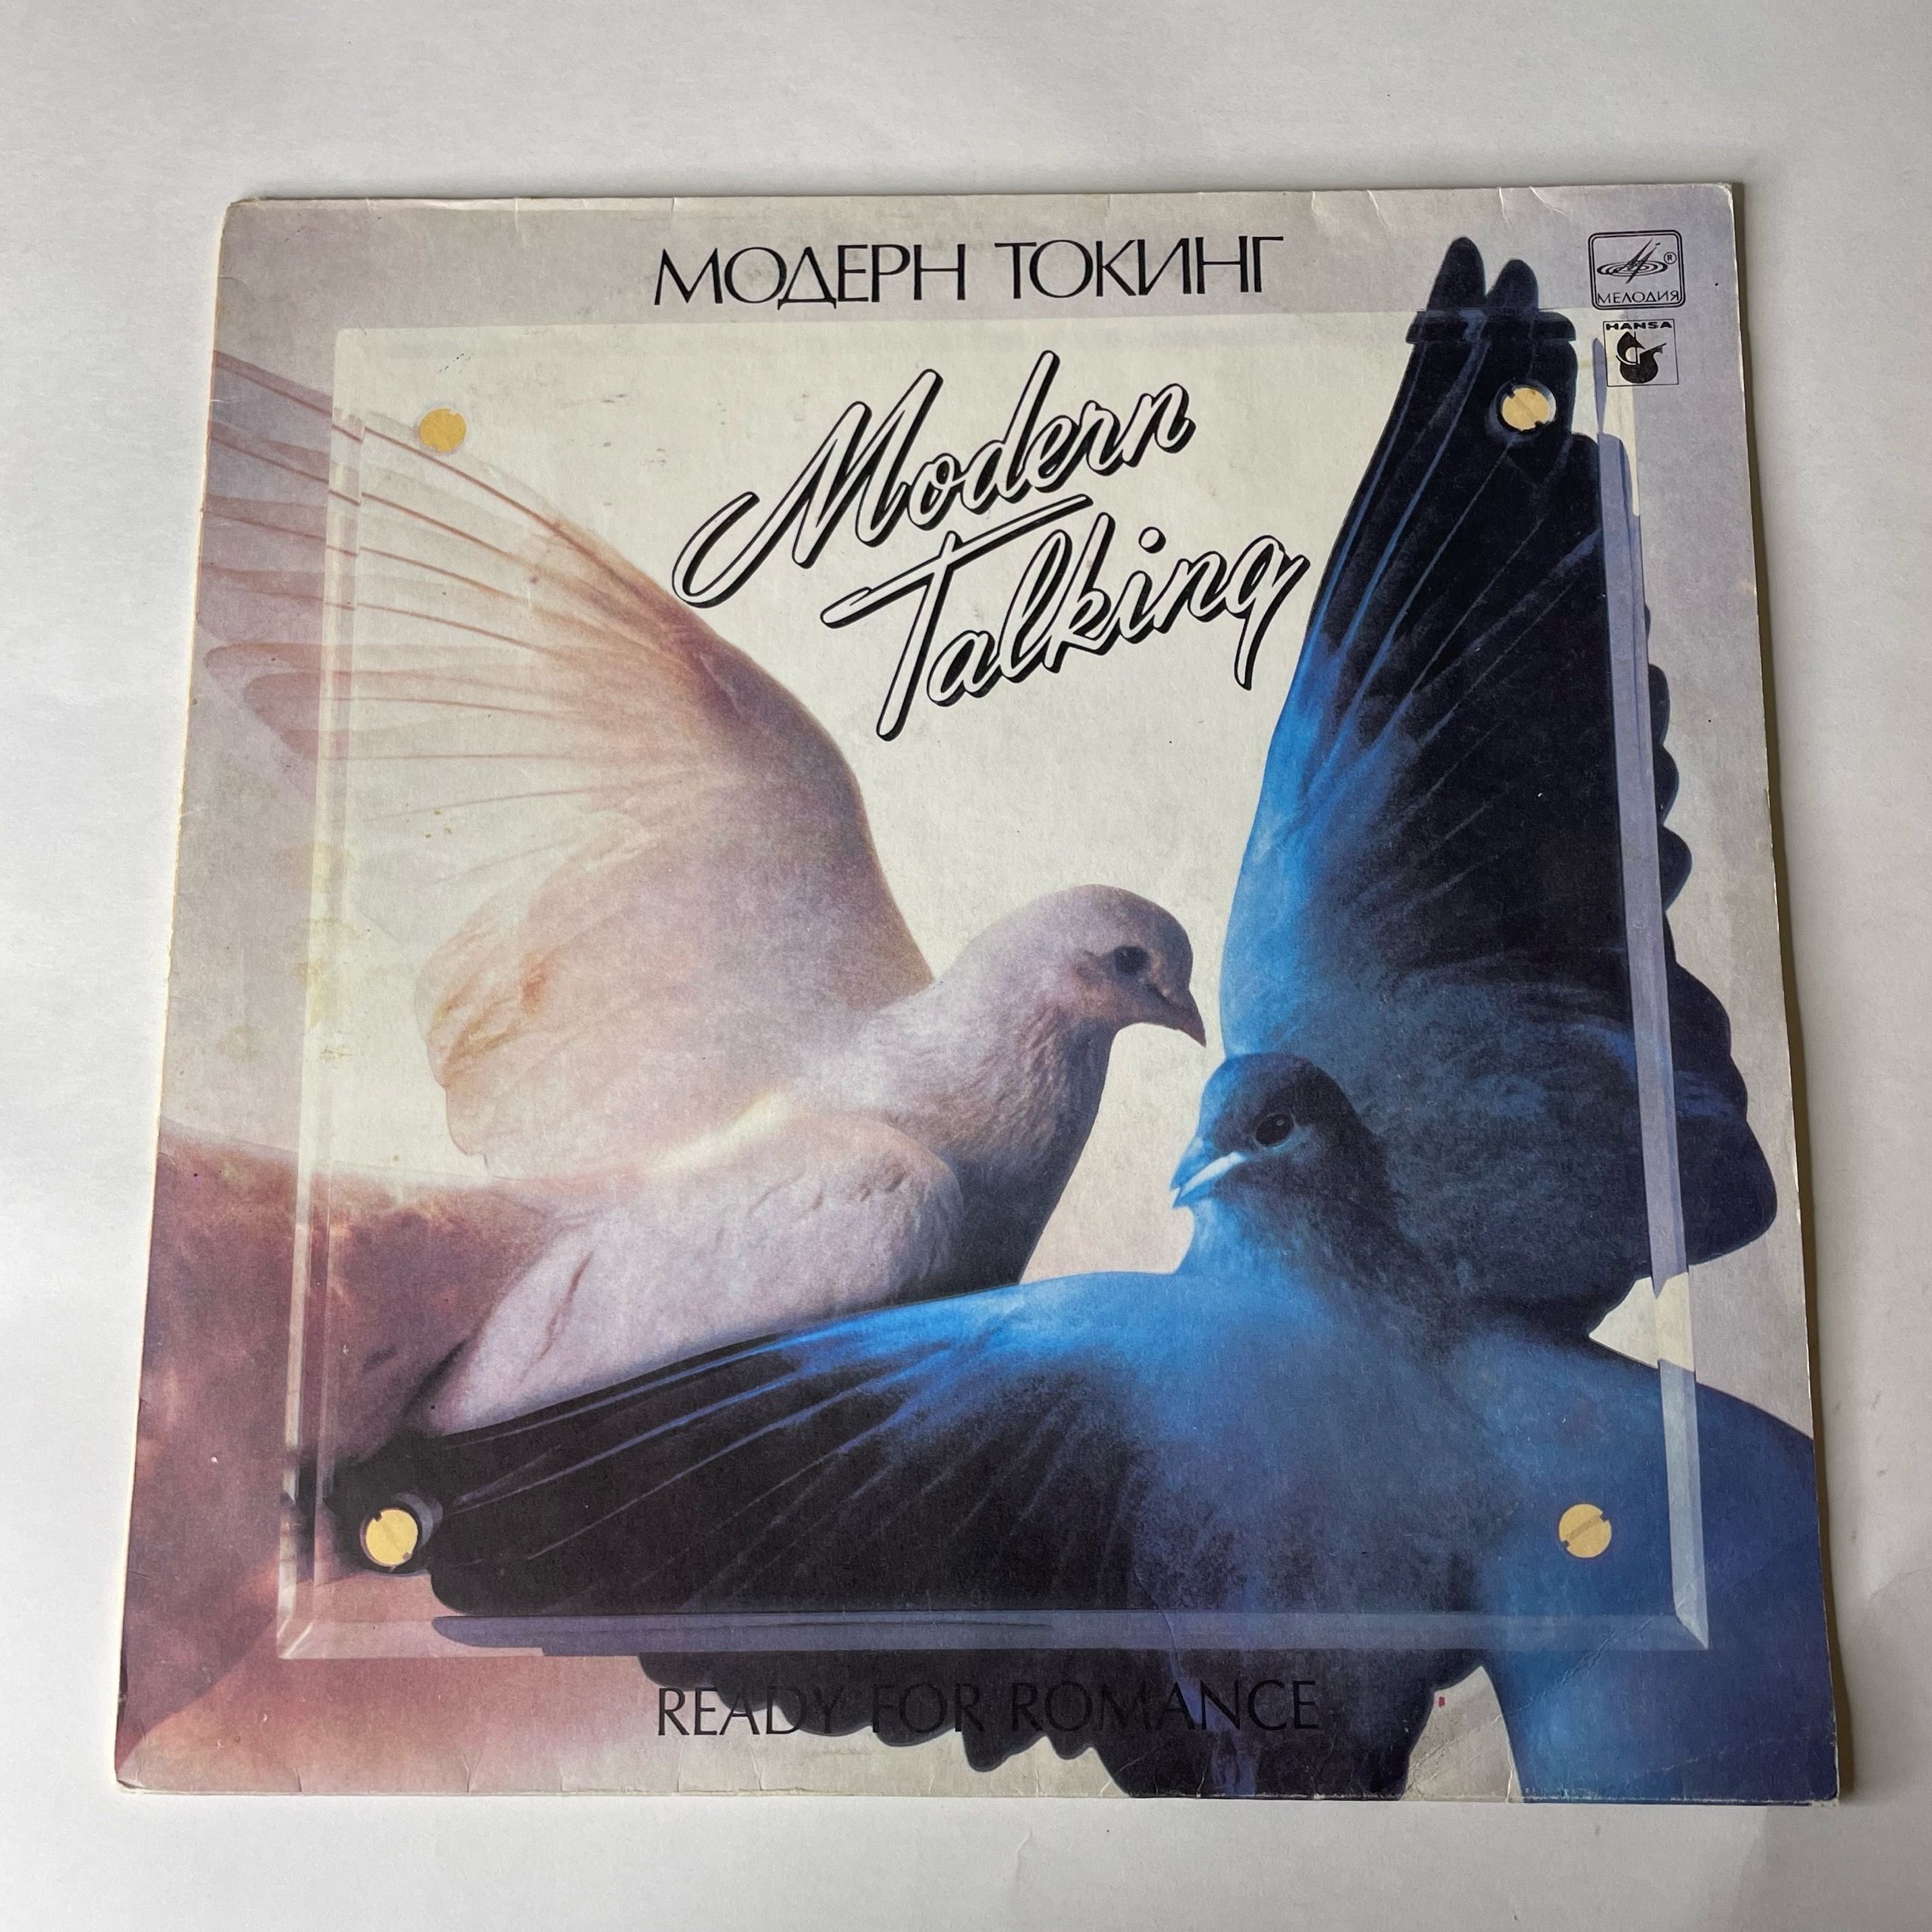 МОДЕРН ТОКИНГ
МЕЛОДИЯ
®
HANSA
Modern
Talking
READY FOR ROMANCE